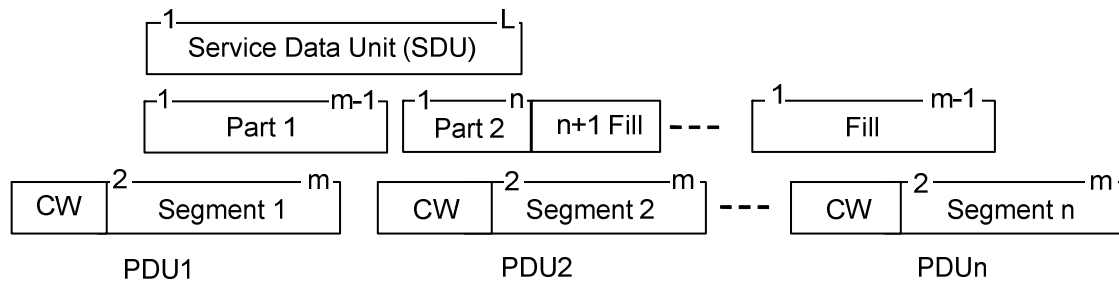 1 L
Service Data Unit (SDU)
1 m-1 1 n 1 m-1
Part 1 Part 2 n+1 Fill Fill
2 m 2 m 2 m
CW Segment 1 CW Segment 2 CW Segment n
PDU1 PDU2 PDUn